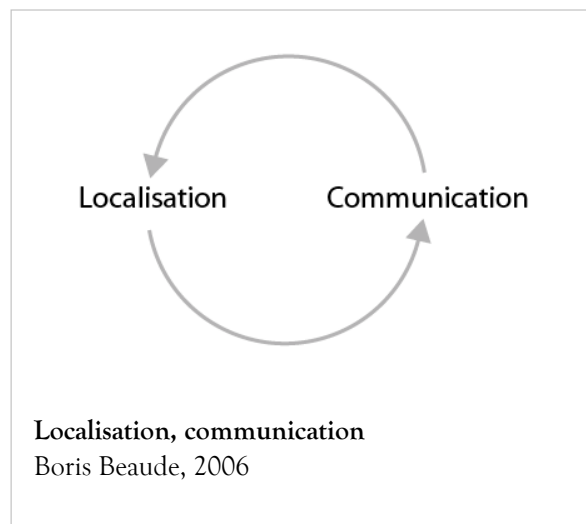 Localisation Communication
Localisation, communication
Boris Beaude, 2006